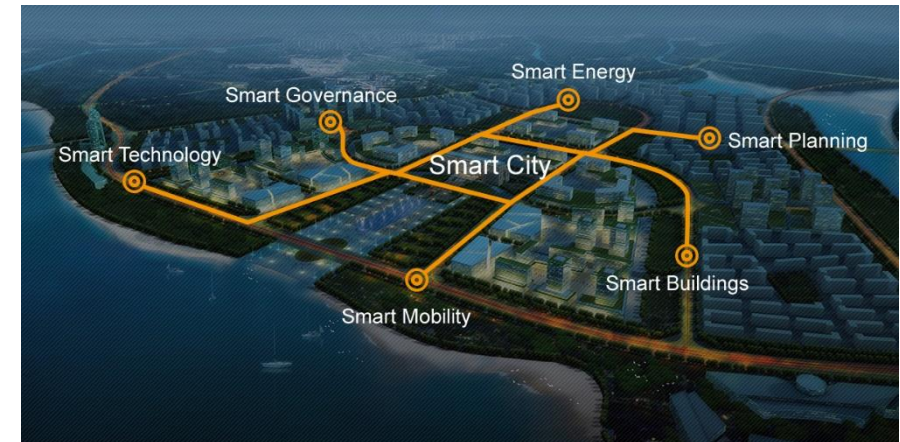 Smart Energy
Smart Governance
Smart Planning
Smart Technology
Smart City
Smart Buildings
Smart Mobility